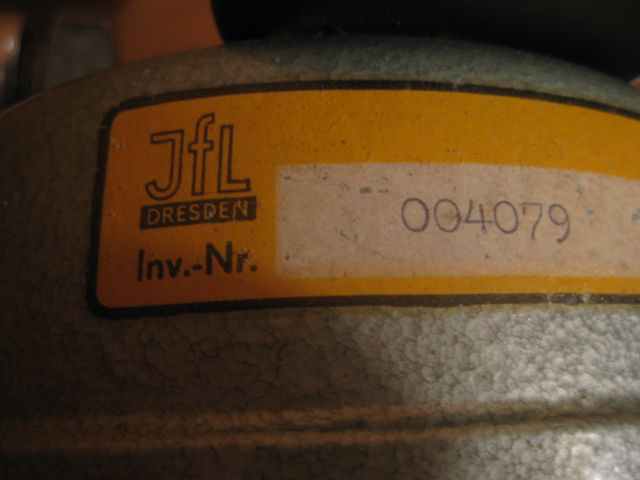 JfL
DRESDEN
Inv.-Nr.
004079